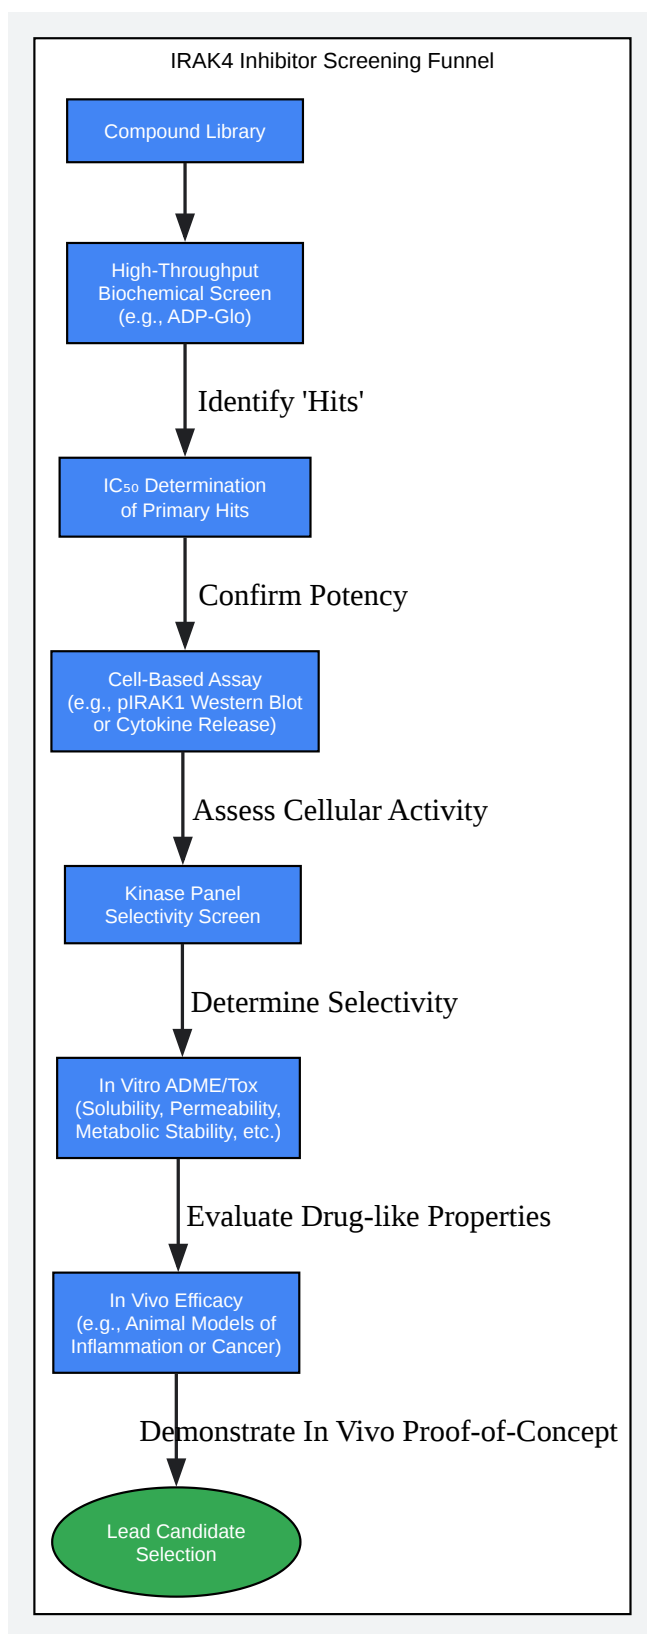 IRAK4 Inhibitor Screening Funnel
Compound Library
High-Throughput
Biochemical Screen
(e.g., ADP-Glo)
Identify 'Hits'
IC₅₀ Determination
of Primary Hits
Confirm Potency
Cell-Based Assay
(e.g., pIRAK1 Western Blot
or Cytokine Release)
Assess Cellular Activity
Kinase Panel
Selectivity Screen
Determine Selectivity
In Vitro ADME/Tox
(Solubility, Permeability,
Metabolic Stability, etc.)
Evaluate Drug-like Properties
In Vivo Efficacy
(e.g., Animal Models of
Inflammation or Cancer)
Demonstrate In Vivo Proof-of-Concept
Lead Candidate
Selection